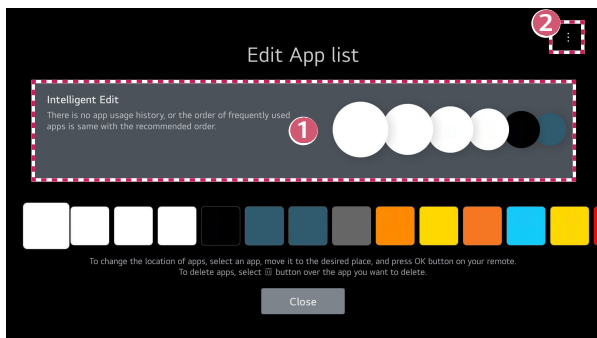 2
⋮
Edit App list
Intelligent Edit
There is no app usage history, or the order of frequently used
apps is same with the recommended order.
1
To change the location of apps, select an app, move it to the desired place, and press OK button on your remote.
To delete apps, select 🗑 button over the app you want to delete.
Close